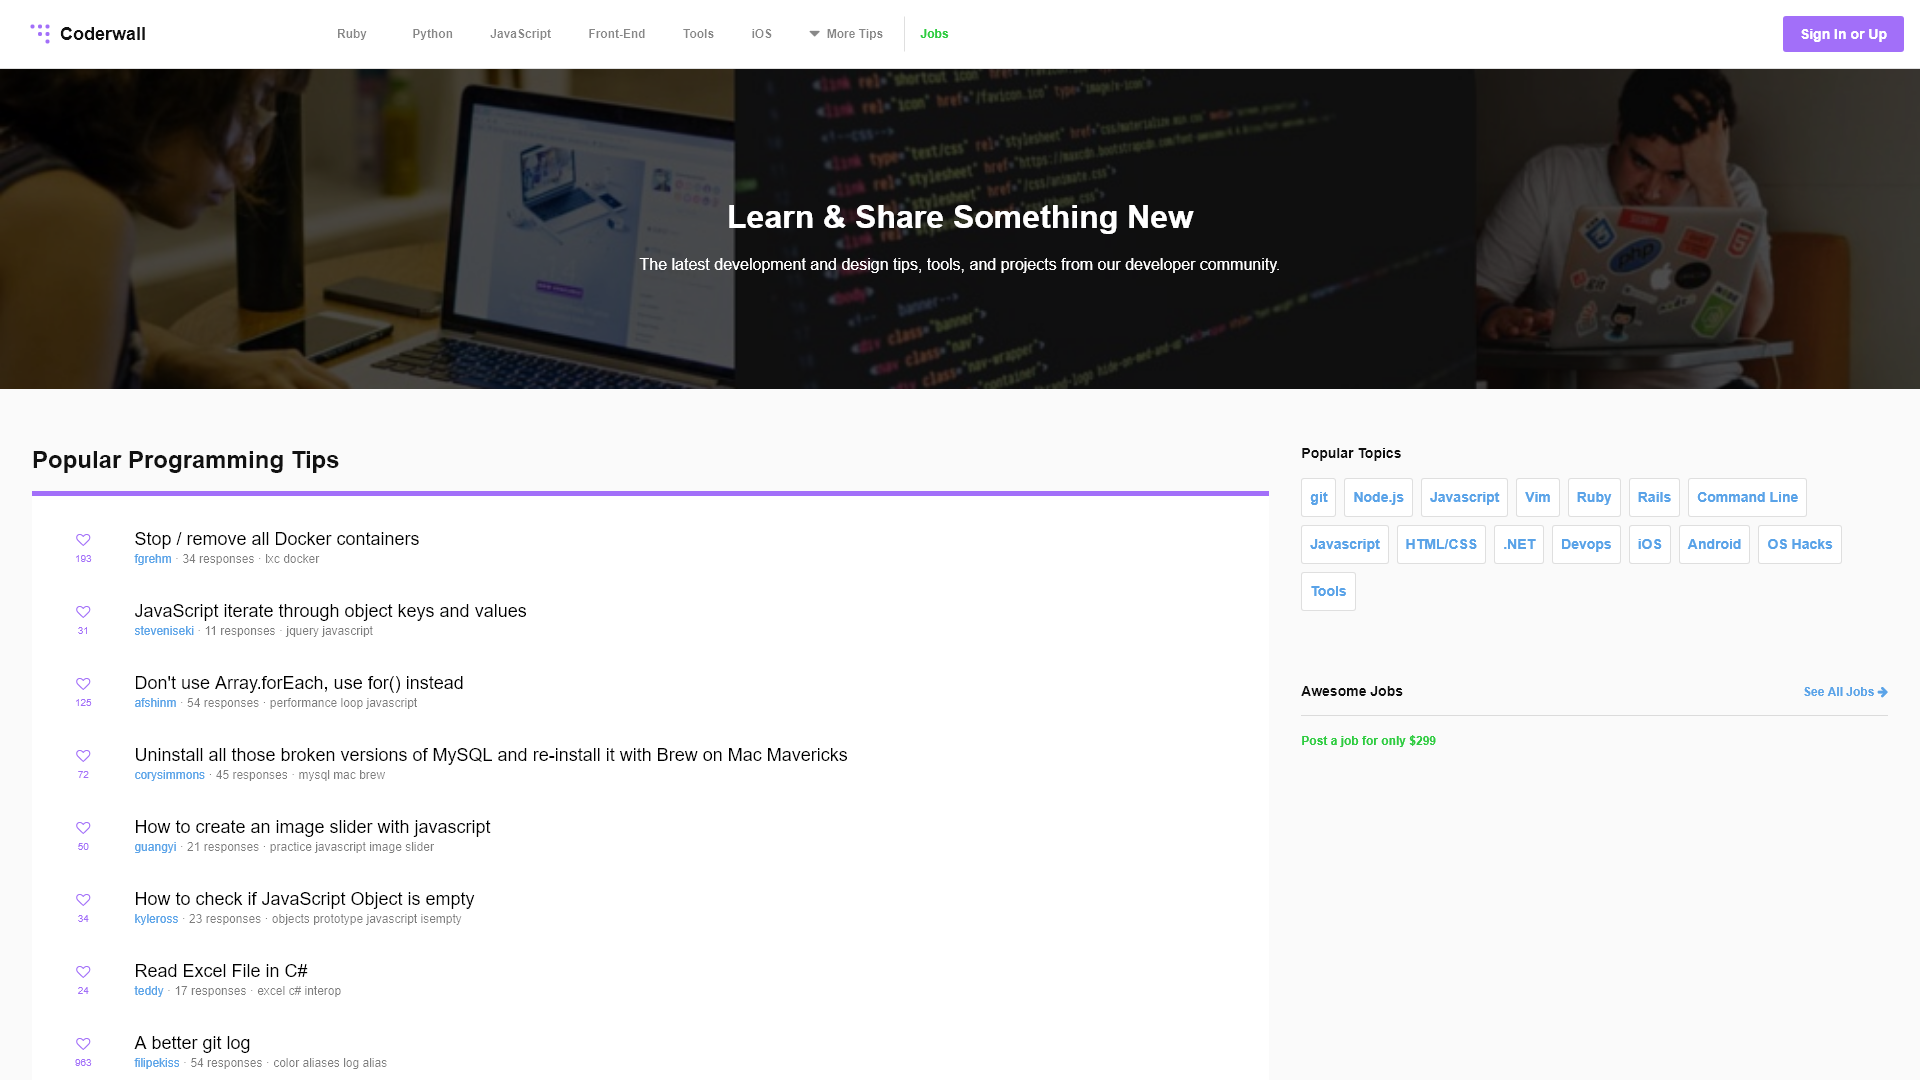 Coderwall
Ruby
Python
JavaScript
Front-End
Tools
iOS
More Tips
Jobs
Sign In or Up
Learn & Share Something New
The latest development and design tips, tools, and projects from our developer community.
Popular Programming Tips
193
Stop / remove all Docker containers
fgrehm · 34 responses · lxc docker
31
JavaScript iterate through object keys and values
steveniseki · 11 responses · jquery javascript
125
Don't use Array.forEach, use for() instead
afshinm · 54 responses · performance loop javascript
72
Uninstall all those broken versions of MySQL and re-install it with Brew on Mac Mavericks
corysimmons · 45 responses · mysql mac brew
50
How to create an image slider with javascript
guangyi · 21 responses · practice javascript image slider
34
How to check if JavaScript Object is empty
kyleross · 23 responses · objects prototype javascript isempty
24
Read Excel File in C#
teddy · 17 responses · excel c# interop
963
A better git log
filipekiss · 54 responses · color aliases log alias
Popular Topics
git Node.js Javascript Vim Ruby Rails Command Line
Javascript HTML/CSS .NET Devops iOS Android OS Hacks
Tools
Awesome Jobs
See All Jobs
Post a job for only $299